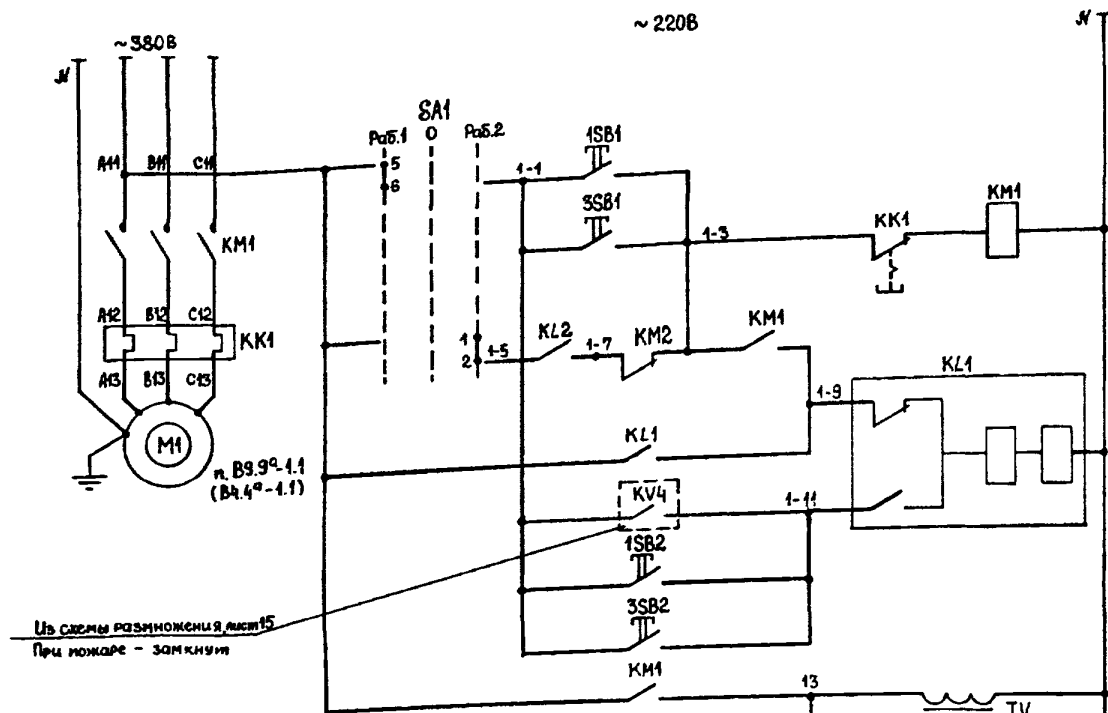 ~380В
~220В
N
N
SA1
Раб.1
0
Раб.2
A11
B11
C11
5
6
1-1
1SB1
3SB1
1-3
KK1
KM1
KM1
A12
B12
C12
KK1
1
2
1-5
KL2
1-7
KM2
KM1
A13
B13
C13
M1
KL1
1-9
KL1
п. В9.9а-1.1
(В4.4а-1.1)
KV4
1-11
1SB2
3SB2
Из схемы размножения, лист 15
При пожаре - замкнут
KM1
13
TV